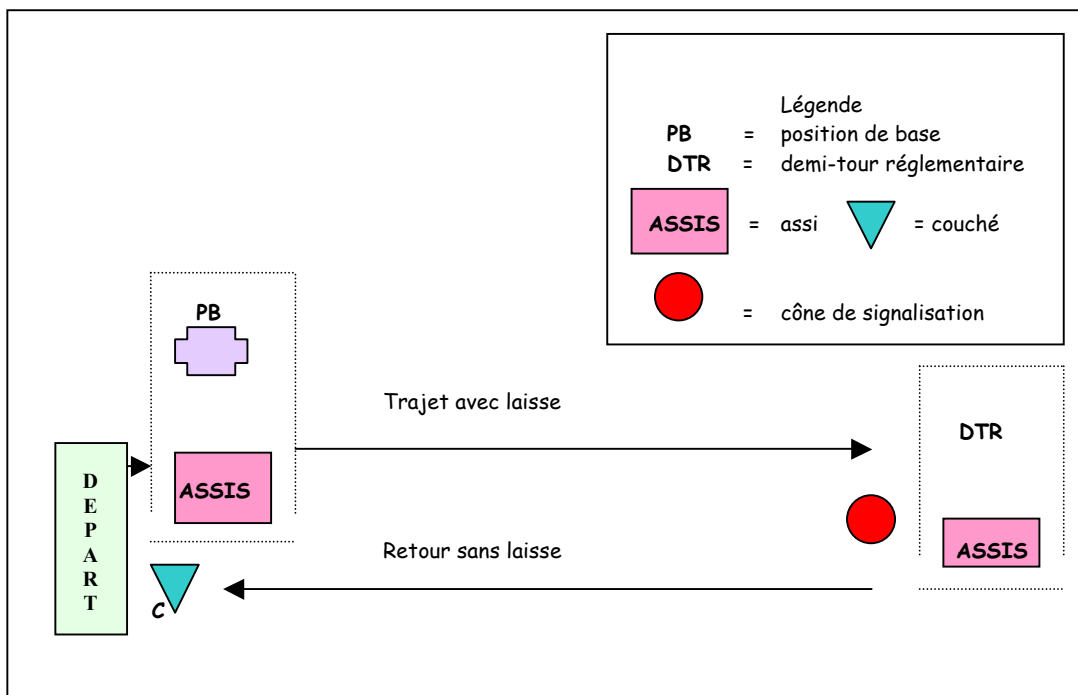 Légende
PB = position de base
DTR = demi-tour réglementaire
ASSIS = assi = couché
= cône de signalisation
PB
Trajet avec laisse
DTR
DEPART
ASSIS
ASSIS
Retour sans laisse
C